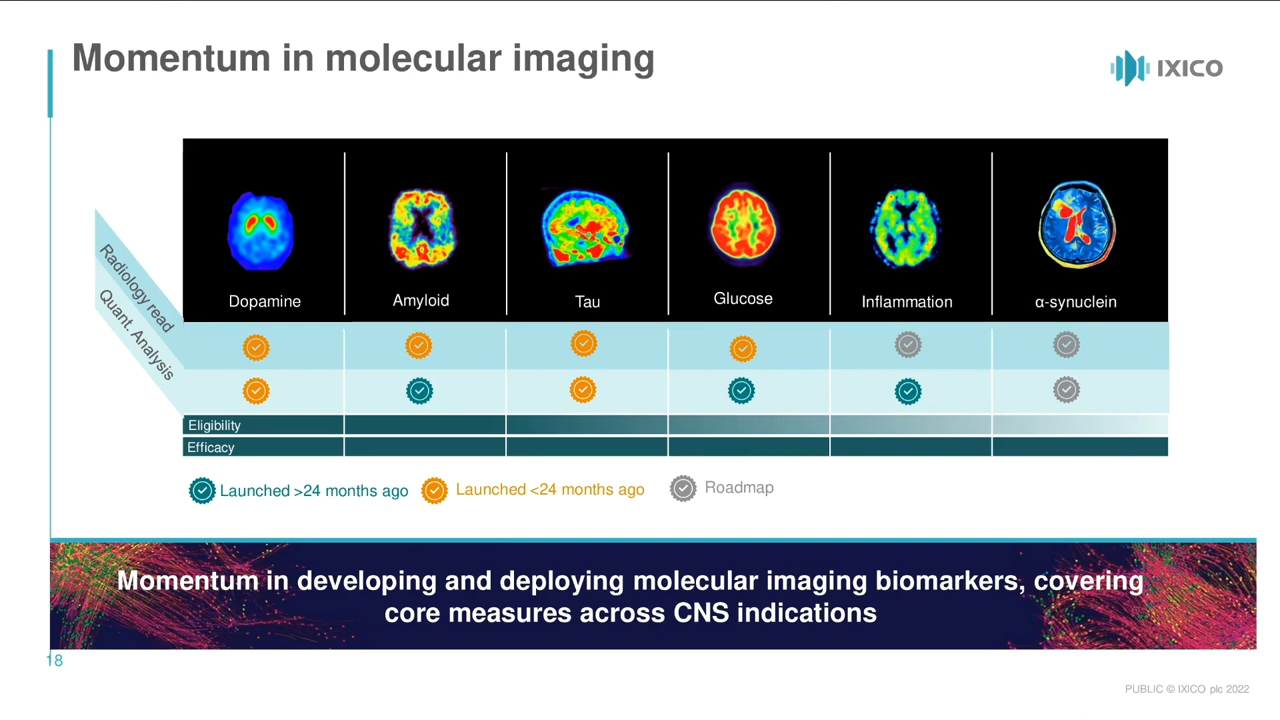 Momentum in molecular imaging
IXICO
Dopamine
Amyloid
Tau
Glucose
Inflammation
α-synuclein
Radiology read
Quant. Analysis
Eligibility
Efficacy
Launched >24 months ago
Launched <24 months ago
Roadmap
Momentum in developing and deploying molecular imaging biomarkers, covering
core measures across CNS indications
18
PUBLIC © IXICO plc 2022